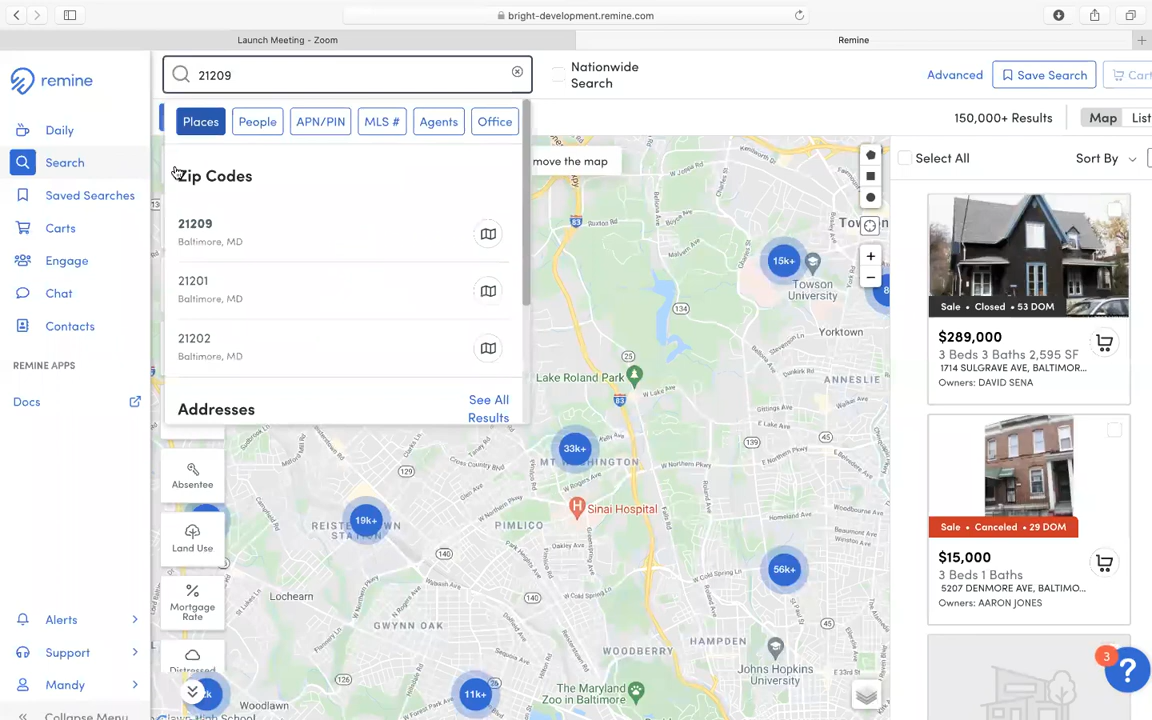 bright-development.remine.com
Launch Meeting - Zoom
Remine
remine
21209
Nationwide
Search
Advanced
Save Search
Cart
Daily
Search
Saved Searches
Carts
Engage
Chat
Contacts
REMINE APPS
Docs
Alerts
Support
Mandy
Collapse Menu
Places
People
APN/PIN
MLS #
Agents
Office
Zip Codes
21209
Baltimore, MD
21201
Baltimore, MD
21202
Baltimore, MD
Addresses
See All
Results
150,000+ Results
Map
List
move the map
Select All
Sort By
Absentee
Land Use
Mortgage
Rate
Distressed
15k+
Towson
University
Yorktown
ANNESLIE
Lake Roland Park
33k+
MT WASHINGTON
Sinai Hospital
19k+
PIMLICO
56k+
Lochearn
GWYNN OAK
HAMPDEN
WOODBERRY
Johns Hopkins
University
The Maryland
Zoo in Baltimore
11k+
Woodlawn
Sale • Closed • 53 DOM
$289,000
3 Beds 3 Baths 2,595 SF
1714 SULGRAVE AVE, BALTIMOR...
Owners: DAVID SENA
Sale • Canceled • 29 DOM
$15,000
3 Beds 1 Baths
5207 DENMORE AVE, BALTIMO...
Owners: AARON JONES
3
?